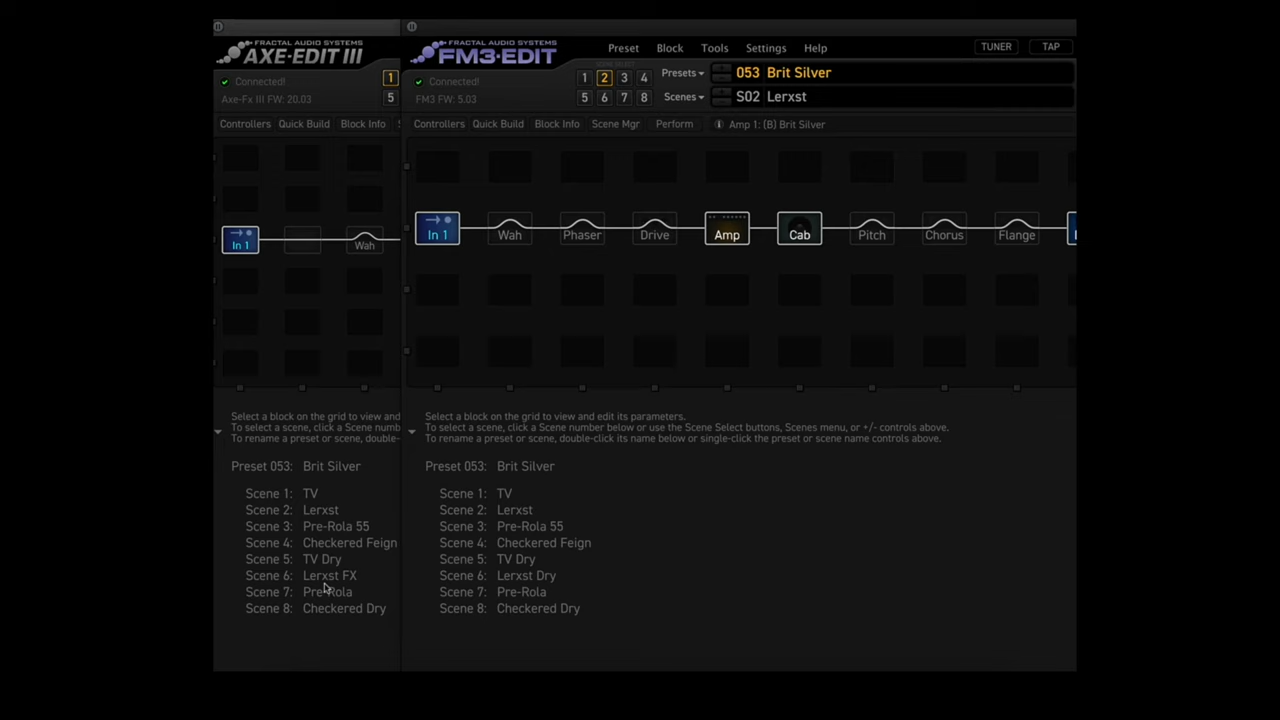 FRACTAL AUDIO SYSTEMS
AXE-EDIT III
Connected!
Axe-Fx III FW: 20.03
1
5
Controllers Quick Build Block Info
In 1
Wah
Select a block on the grid to view and
To select a scene, click a Scene numb
To rename a preset or scene, double-
Preset 053: Brit Silver
Scene 1: TV
Scene 2: Lerxst
Scene 3: Pre-Rola 55
Scene 4: Checkered Feign
Scene 5: TV Dry
Scene 6: Lerxst FX
Scene 7: Pre-Rola
Scene 8: Checkered Dry
FRACTAL AUDIO SYSTEMS
FM3-EDIT
Preset Block Tools Settings Help
TUNER TAP
Connected!
FM3 FW: 5.03
1 2 3 4
5 6 7 8
Presets 053 Brit Silver
Scenes S02 Lerxst
Controllers Quick Build Block Info Scene Mgr Perform Amp 1: (B) Brit Silver
In 1 Wah Phaser Drive Amp Cab Pitch Chorus Flange
Select a block on the grid to view and edit its parameters.
To select a scene, click a Scene number below or use the Scene Select buttons, Scenes menu, or +/- controls above.
To rename a preset or scene, double-click its name below or single-click the preset or scene name controls above.
Preset 053: Brit Silver
Scene 1: TV
Scene 2: Lerxst
Scene 3: Pre-Rola 55
Scene 4: Checkered Feign
Scene 5: TV Dry
Scene 6: Lerxst Dry
Scene 7: Pre-Rola
Scene 8: Checkered Dry